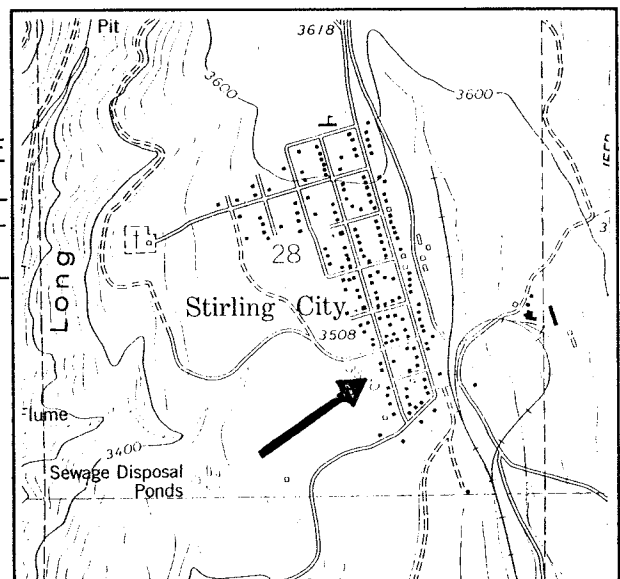 Pit
3618
3600
3600
28
Long
Stirling City
3508
lume
3400
Sewage Disposal
Ponds